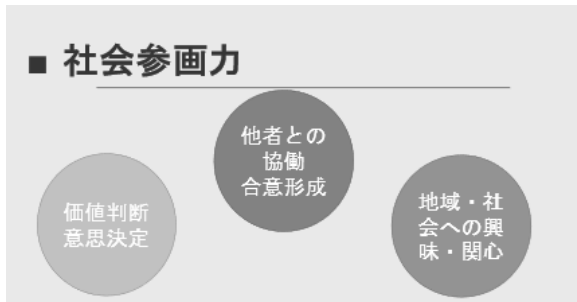 ■ 社会参画力
他者との
協働
合意形成
価値判断
意思決定
地域・社
会への興
味・関心